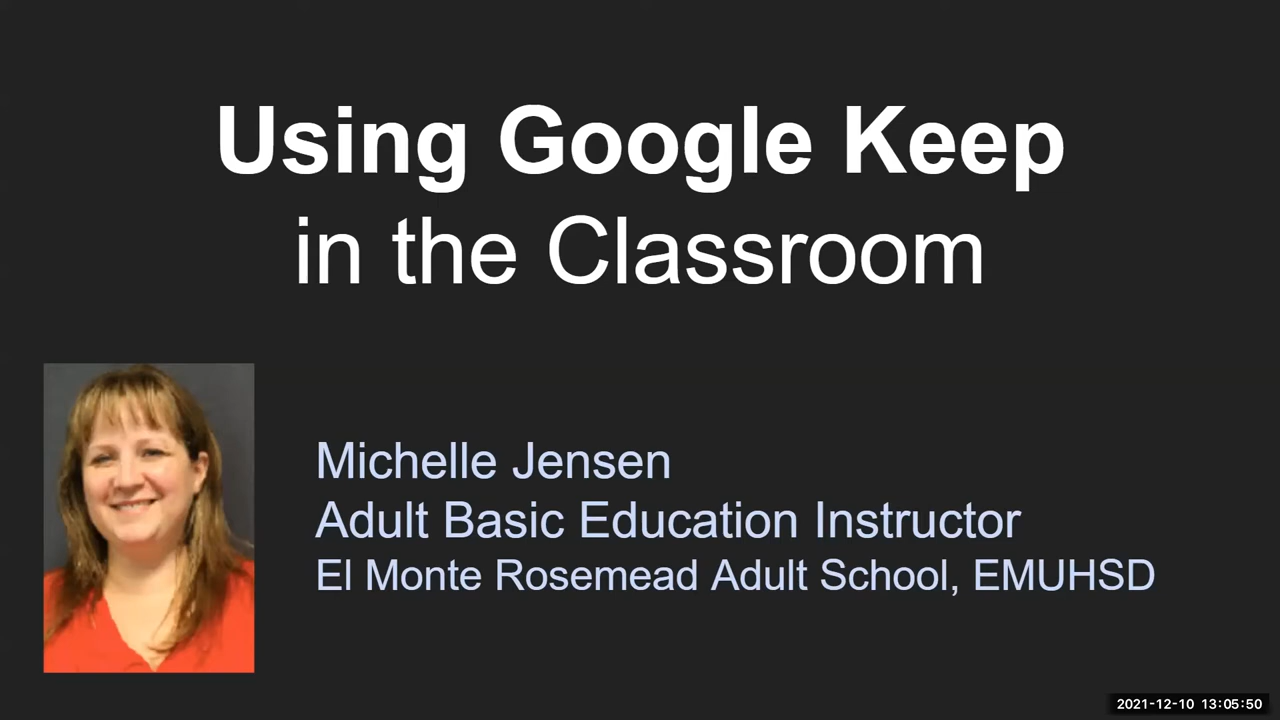 Using Google Keep
in the Classroom
Michelle Jensen
Adult Basic Education Instructor
El Monte Rosemead Adult School, EMUHSD
2021-12-10 13:05:50